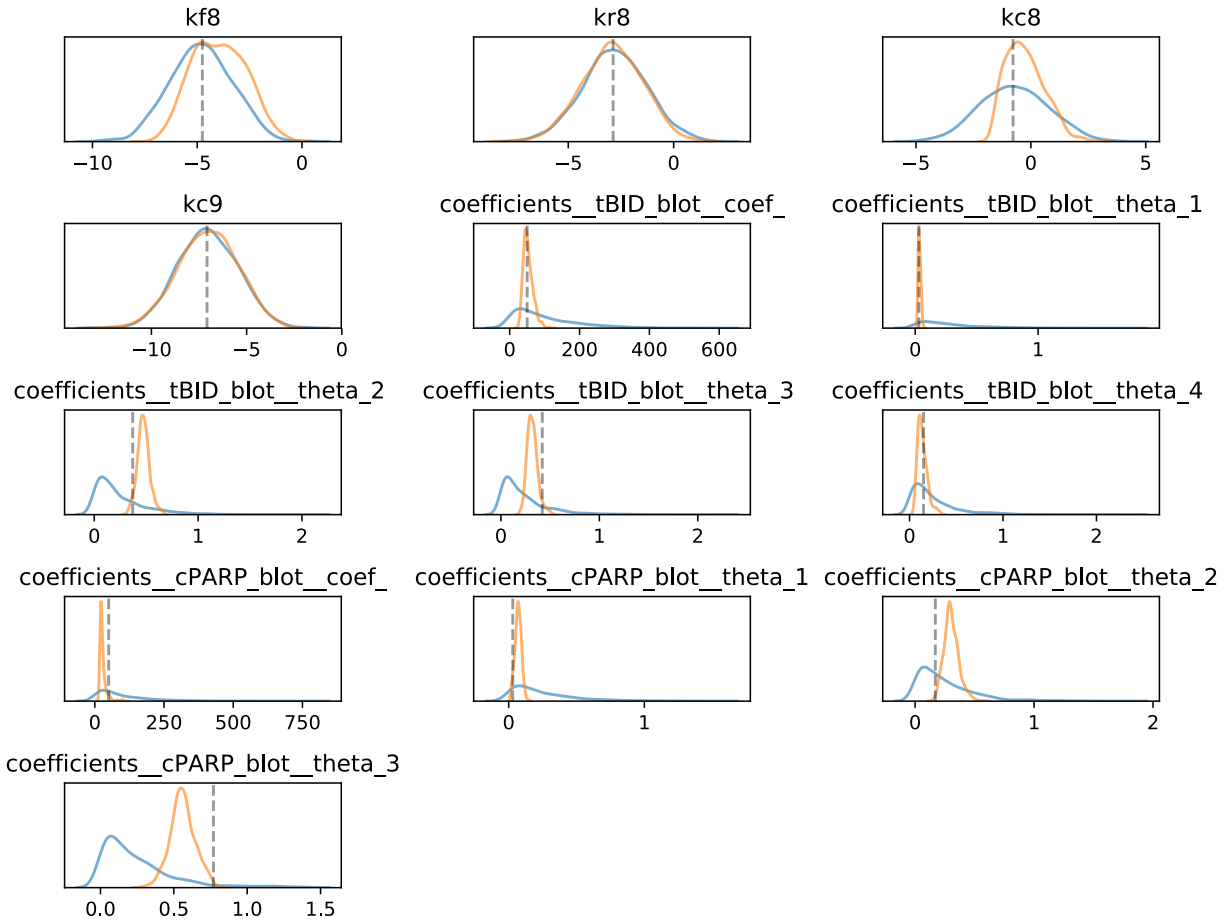 kf8 kr8 kc8
−10 −5 0 −5 0 −5 0 5
kc9 coefficients__tBID_blot__coef_ coefficients__tBID_blot__theta_1
−10 −5 0 0 200 400 600 0 1
coefficients__tBID_blot__theta_2 coefficients__tBID_blot__theta_3 coefficients__tBID_blot__theta_4
0 1 2 0 1 2 0 1 2
coefficients__cPARP_blot__coef_ coefficients__cPARP_blot__theta_1 coefficients__cPARP_blot__theta_2
0 250 500 750 0 1 0 1 2
coefficients__cPARP_blot__theta_3
0.0 0.5 1.0 1.5